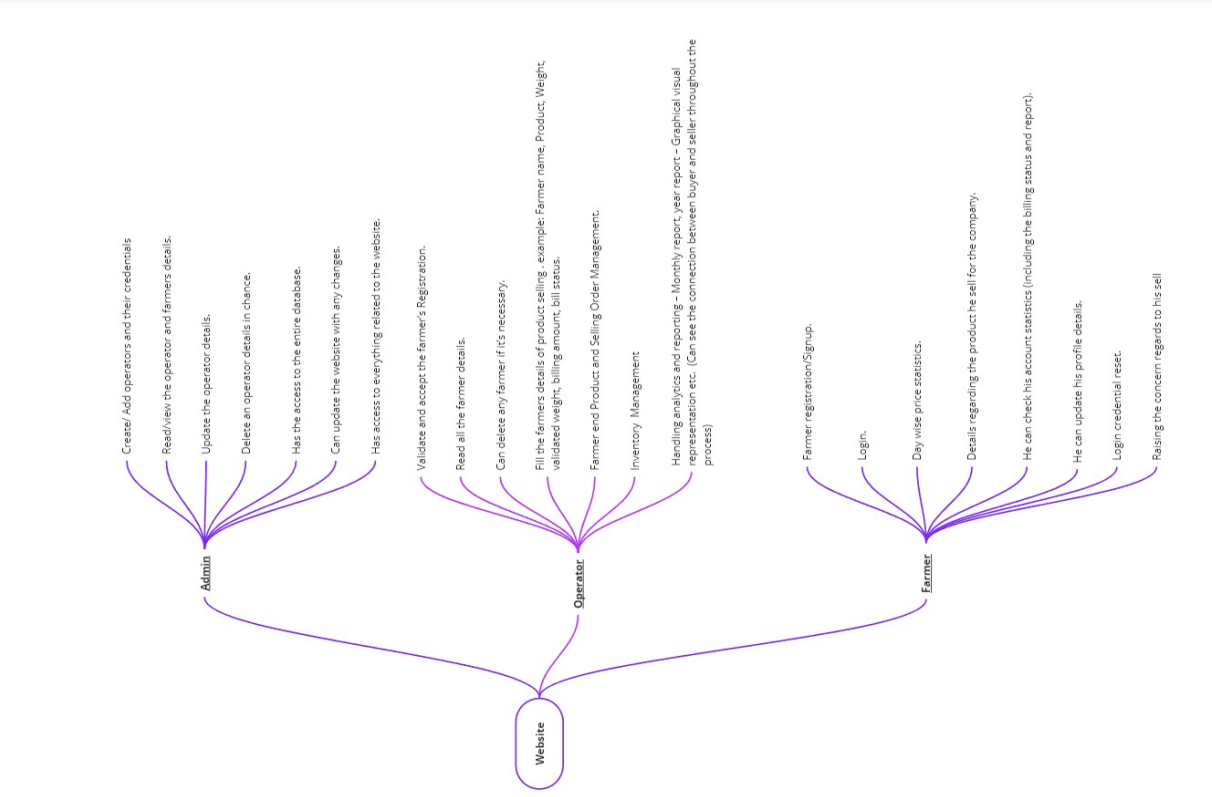 Website
Admin
Create/ Add operators and their credentials
Read/view the operator and farmers details.
Update the operator details.
Delete an operator details in chance.
Has the access to the entire database.
Can update the website with any changes.
Has access to everything related to the website.
Operator
Validate and accept the farmer's Registration.
Read all the farmer details.
Can delete any farmer if it's necessary.
Fill the farmers details of product selling . example: Farmer name, Product, Weight,
validated weight, billing amount, bill status.
Farmer end Product and Selling Order Management.
Inventory Management
Handling analytics and reporting – Monthly report, year report – Graphical visual
representation etc. (Can see the connection between buyer and seller throughout the
process)
Farmer
Farmer registration/Signup.
Login.
Day wise price statistics.
Details regarding the product he sell for the company.
He can check his account statistics (including the billing status and report).
He can update his profile details.
Login credential reset.
Raising the concern regards to his sell